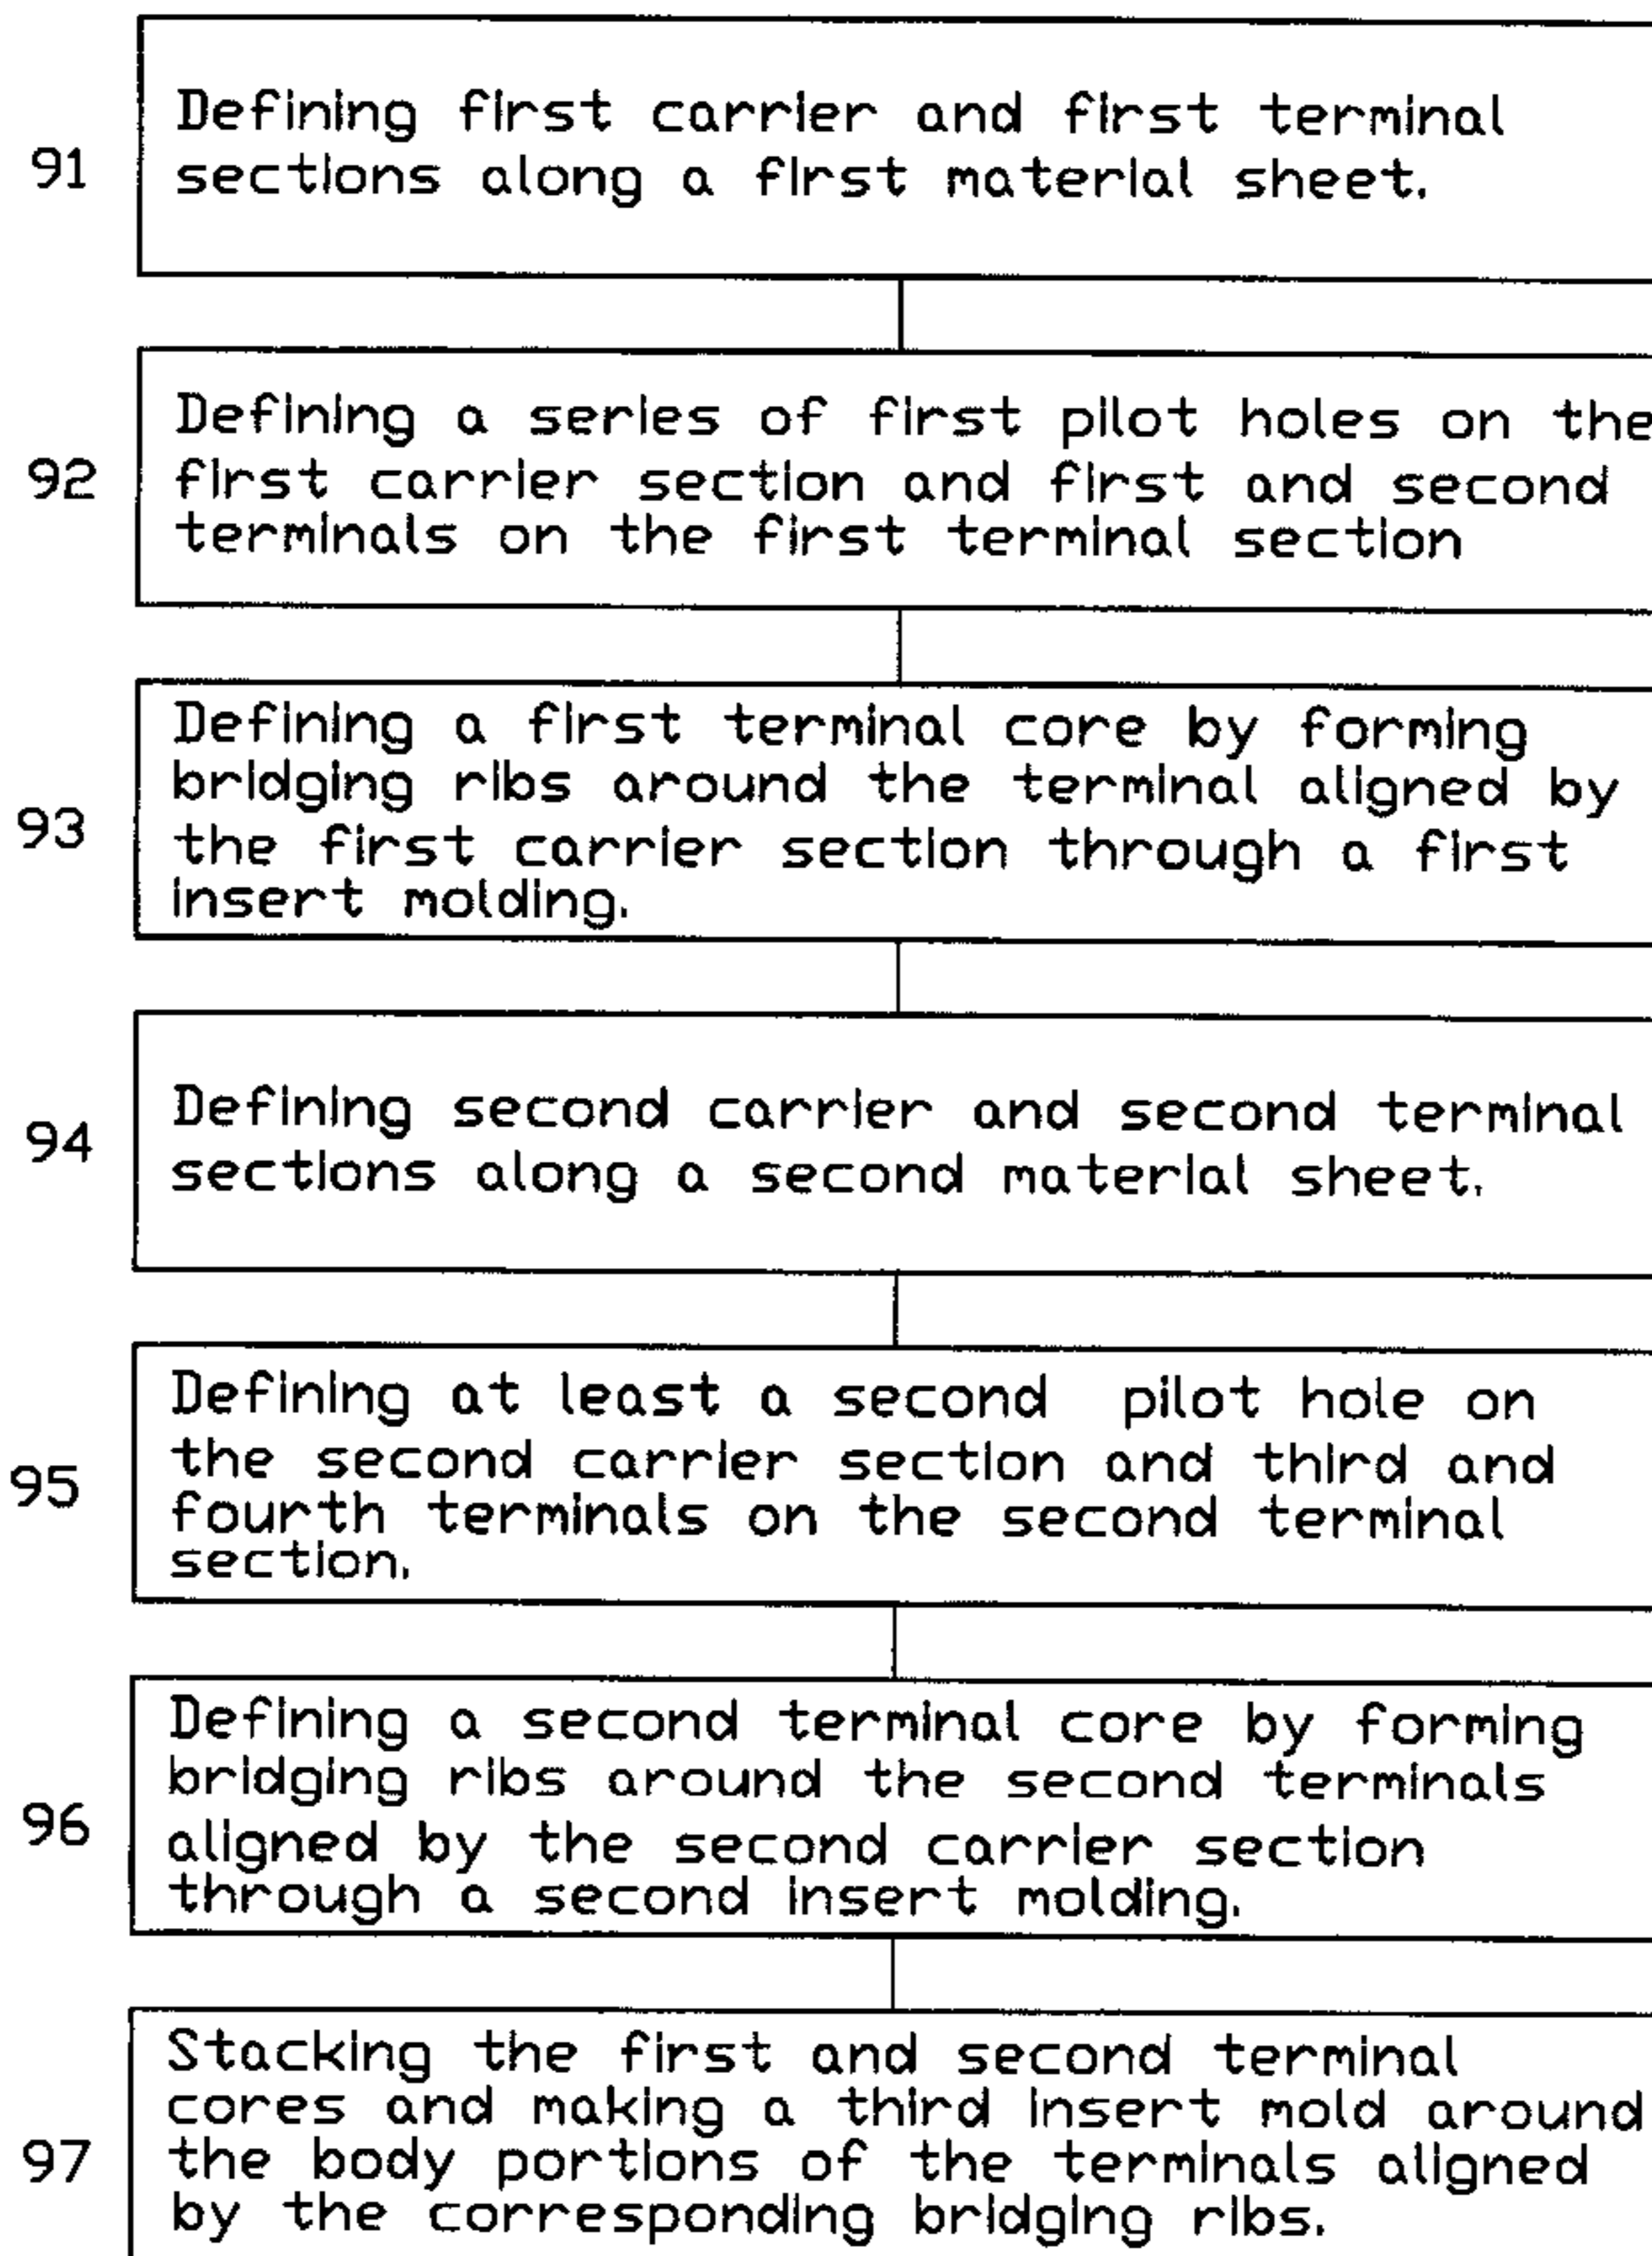 91
Defining first carrier and first terminal
sections along a first material sheet.
92
Defining a series of first pilot holes on the
first carrier section and first and second
terminals on the first terminal section
93
Defining a first terminal core by forming
bridging ribs around the terminal aligned by
the first carrier section through a first
insert molding.
94
Defining second carrier and second terminal
sections along a second material sheet.
95
Defining at least a second pilot hole on
the second carrier section and third and
fourth terminals on the second terminal
section.
96
Defining a second terminal core by forming
bridging ribs around the second terminals
aligned by the second carrier section
through a second insert molding.
97
Stacking the first and second terminal
cores and making a third insert mold around
the body portions of the terminals aligned
by the corresponding bridging ribs.